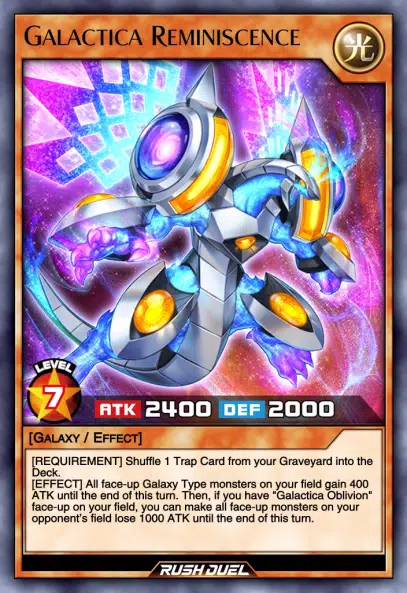 GALACTICA REMINISCENCE
光
LEVEL
7
ATK 2400 DEF 2000
[GALAXY / EFFECT]
[REQUIREMENT] Shuffle 1 Trap Card from your Graveyard into the
Deck.
[EFFECT] All face-up Galaxy Type monsters on your field gain 400
ATK until the end of this turn. Then, if you have "Galactica Oblivion"
face-up on your field, you can make all face-up monsters on your
opponent's field lose 1000 ATK until the end of this turn.
RUSH DUEL